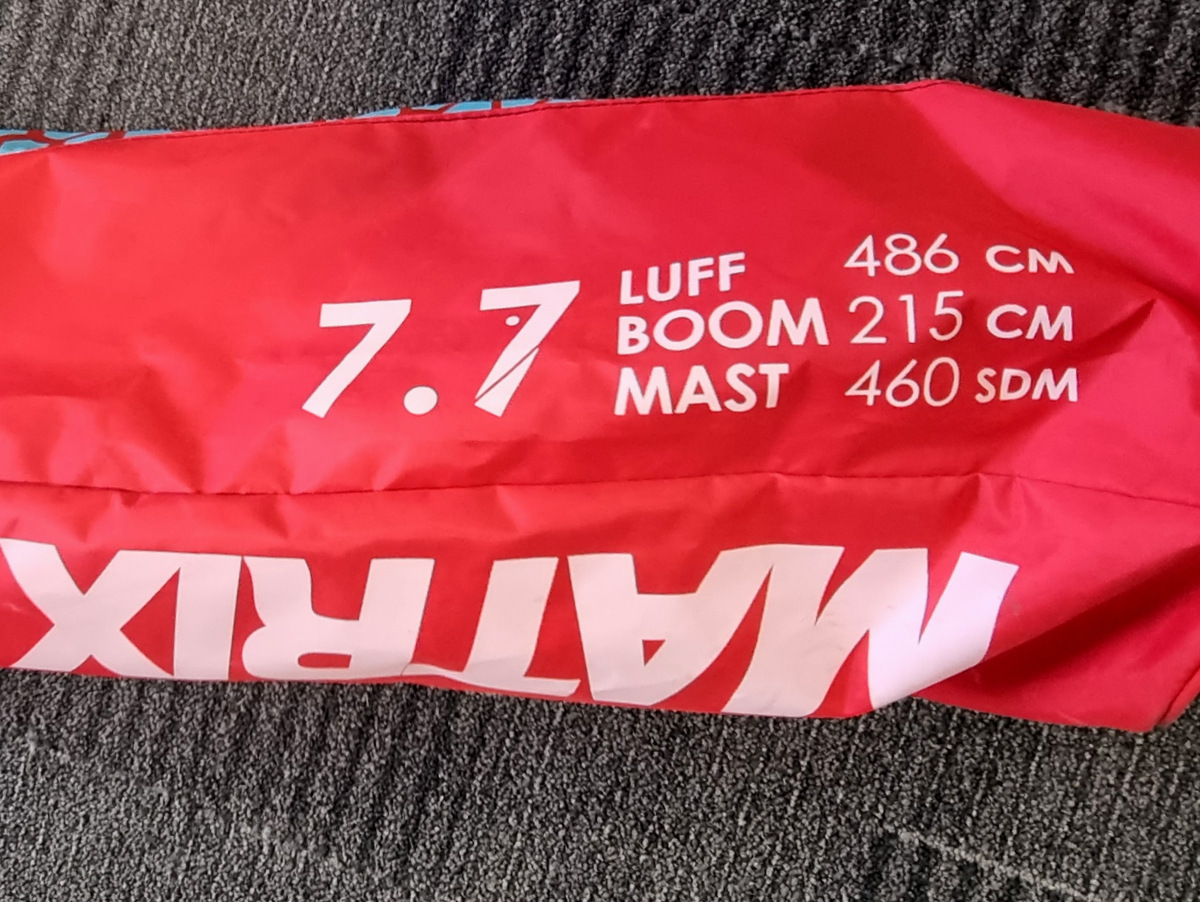 7.7
LUFF 486 CM
BOOM 215 CM
MAST 460 SDM
MATRIX